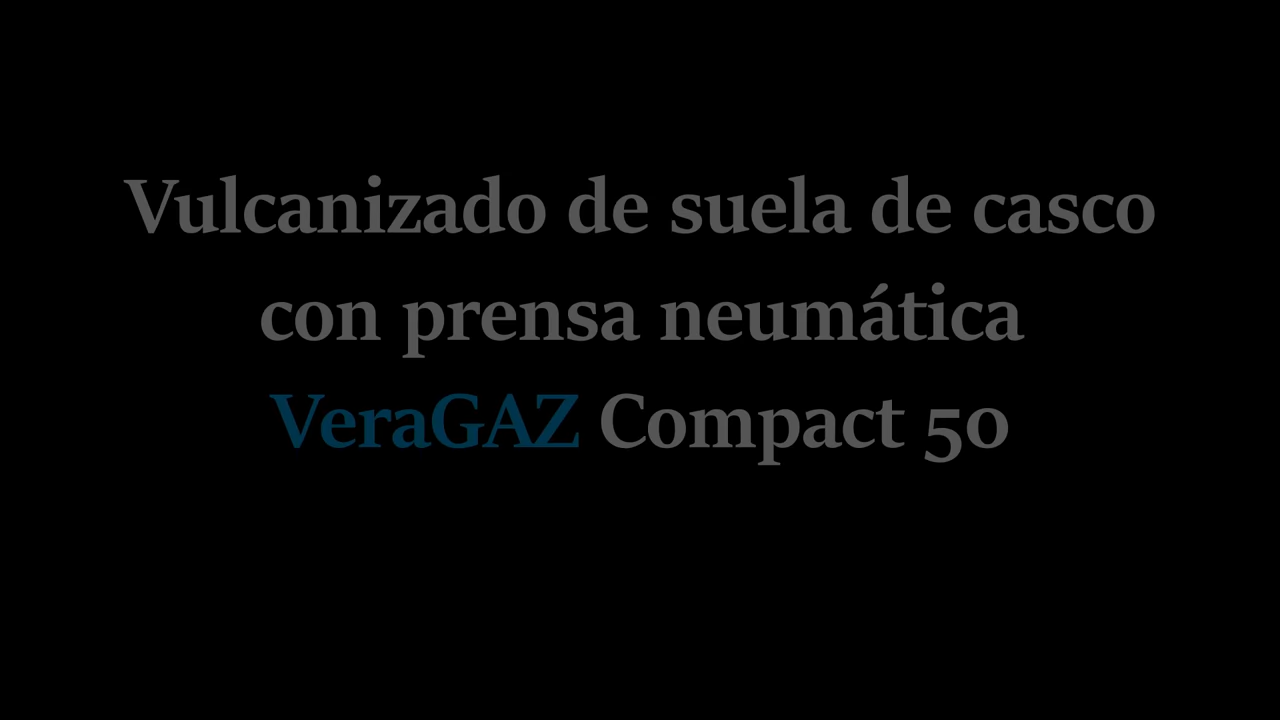 Vulcanizado de suela de casco
con prensa neumática
VeraGAZ Compact 50